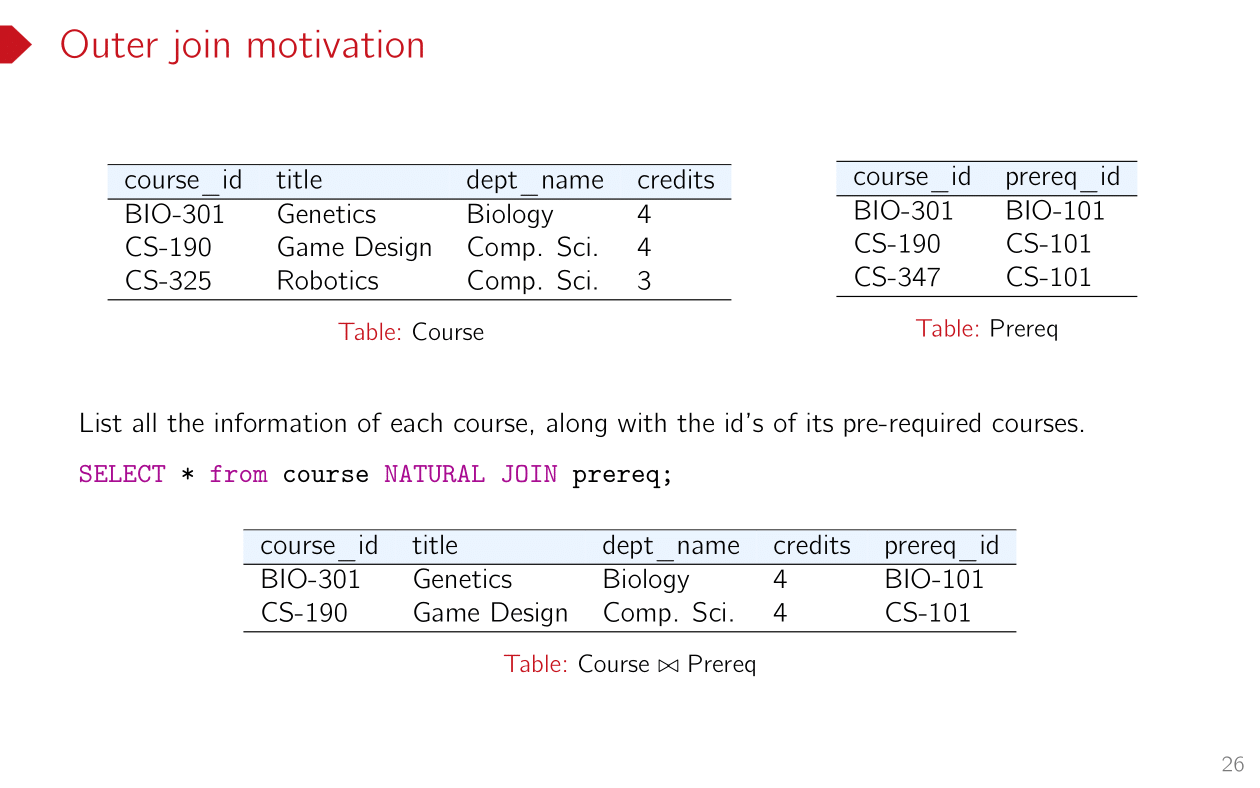 Outer join motivation
course_id title dept_name credits
BIO-301 Genetics Biology 4
CS-190 Game Design Comp. Sci. 4
CS-325 Robotics Comp. Sci. 3
Table: Course
course_id prereq_id
BIO-301 BIO-101
CS-190 CS-101
CS-347 CS-101
Table: Prereq
List all the information of each course, along with the id's of its pre-required courses.
SELECT * from course NATURAL JOIN prereq;
course_id title dept_name credits prereq_id
BIO-301 Genetics Biology 4 BIO-101
CS-190 Game Design Comp. Sci. 4 CS-101
Table: Course ⋈ Prereq
26